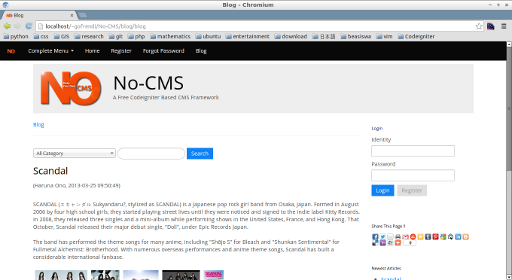 Blog - Chromium
Blog
localhost/~gofrendi/No-CMS/blog/blog
python css GIS research git php mathematics ubuntu entertainment download 日本語 beasiswa vim CodeIgniter
NO Complete Menu Home Register Forgot Password Blog
NO CMS
No-CMS
A Free CodeIgniter Based CMS Framework
Blog
All Category
Search
Scandal
(Haruna Ono, 2013-03-25 09:50:49)
SCANDAL (スキャンダル Sukyandaru?, stylized as SCANDAL) is a Japanese pop rock girl band from Osaka, Japan. Formed in August
2006 by four high school girls, they started playing street lives until they were noticed and signed to the indie label Kitty Records.
In 2008, they released three singles and a mini-album while performing shows in the United States, France, and Hong Kong. That
October, Scandal released their major debut single, "Doll", under Epic Records Japan.
The band has performed the theme songs for many anime, including "Shōjo S" for Bleach and "Shunkan Sentimental" for
Fullmetal Alchemist: Brotherhood. With numerous overseas performances and anime theme songs, Scandal has built a
considerable international fanbase.
SCANDAL
Login
Identity
Password
Login Register
Share This Page !!
Newest Articles
Scandal